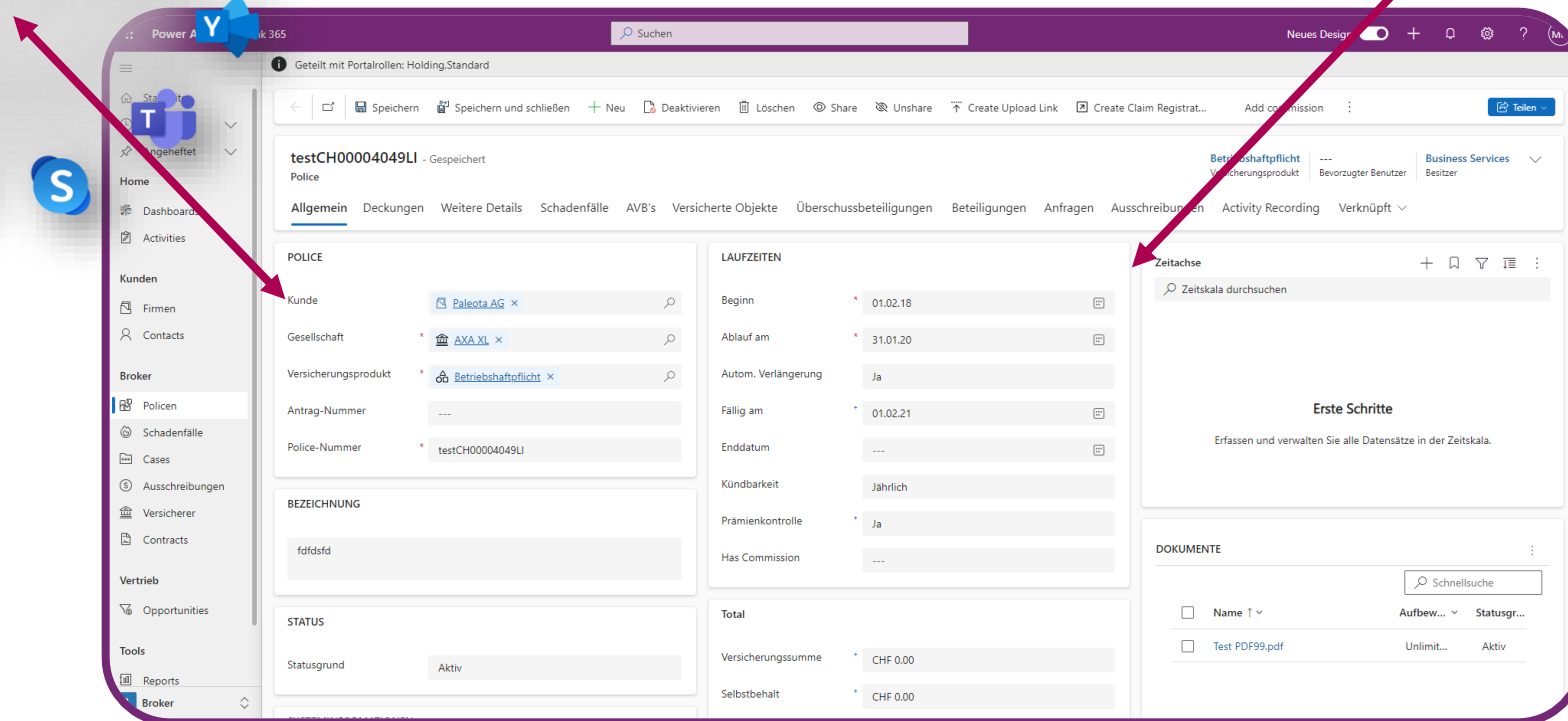 Y
Power A
k 365
Suchen
Neues Design
Geteilt mit Portalrollen: Holding.Standard
T
Angeheftet
S
Speichern Speichern und schließen Neu Deaktivieren Löschen Share Unshare Create Upload Link Create Claim Registrat... Add commission Teilen
testCH00004049LI - Gespeichert
Police
Betriebshaftpflicht
Versicherungsprodukt
---
Bevorzugter Benutzer
Business Services
Besitzer
Allgemein Deckungen Weitere Details Schadenfälle AVB's Versicherte Objekte Überschussbeteiligungen Beteiligungen Anfragen Ausschreibungen Activity Recording Verknüpft
Home
Dashboards
Activities
Kunden
Firmen
Contacts
Broker
Policen
Schadenfälle
Cases
Ausschreibungen
Versicherer
Contracts
Vertrieb
Opportunities
Tools
Reports
Broker
POLICE
Kunde Paleota AG ×
Gesellschaft * AXA XL ×
Versicherungsprodukt * Betriebshaftpflicht ×
Antrag-Nummer ---
Police-Nummer * testCH00004049LI
BEZEICHNUNG
fdfdsfd
STATUS
Statusgrund Aktiv
LAUFZEITEN
Beginn * 01.02.18
Ablauf am * 31.01.20
Autom. Verlängerung Ja
Fällig am + 01.02.21
Enddatum ---
Kündbarkeit Jährlich
Prämienkontrolle + Ja
Has Commission ---
Total
Versicherungssumme + CHF 0.00
Selbstbehalt + CHF 0.00
Zeitachse
Zeitskala durchsuchen
Erste Schritte
Erfassen und verwalten Sie alle Datensätze in der Zeitskala.
DOKUMENTE
Schnellsuche
Name ↑ Aufbew... Statusgr...
Test PDF99.pdf Unlimit... Aktiv